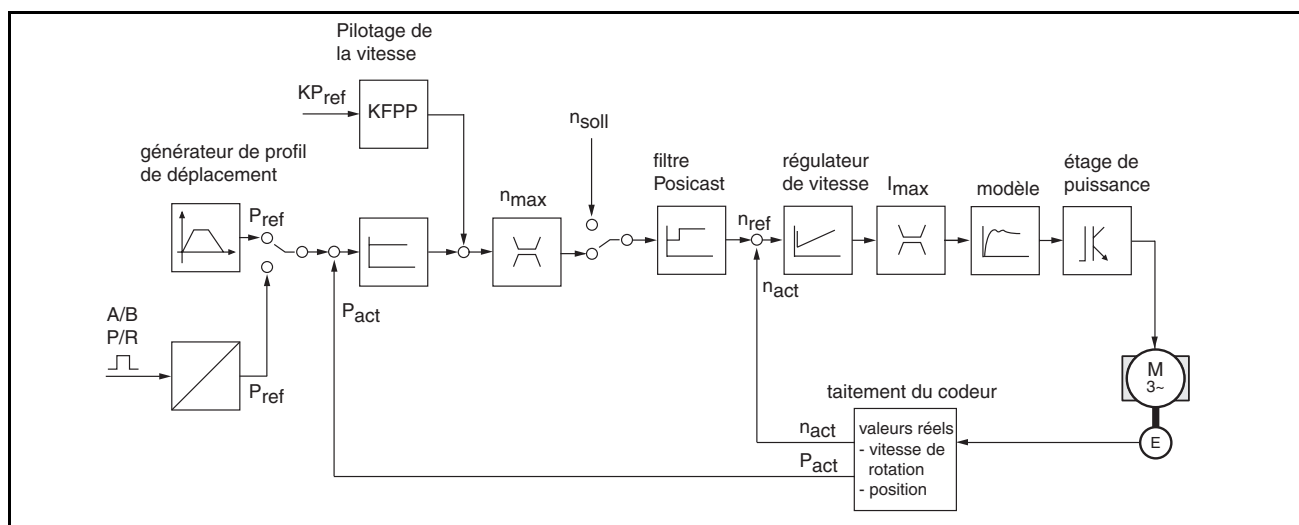 Pilotage de
la vitesse
KPref
KFPP
nsoll
générateur de profil
de déplacement
Pref
nmax
filtre
Posicast
nref
régulateur
de vitesse
Imax
modèle
étage de
puissance
Pact
nact
A/B
P/R
Pref
M
3~
E
taitement du codeur
nact
Pact
valeurs réels
- vitesse de
rotation
- position